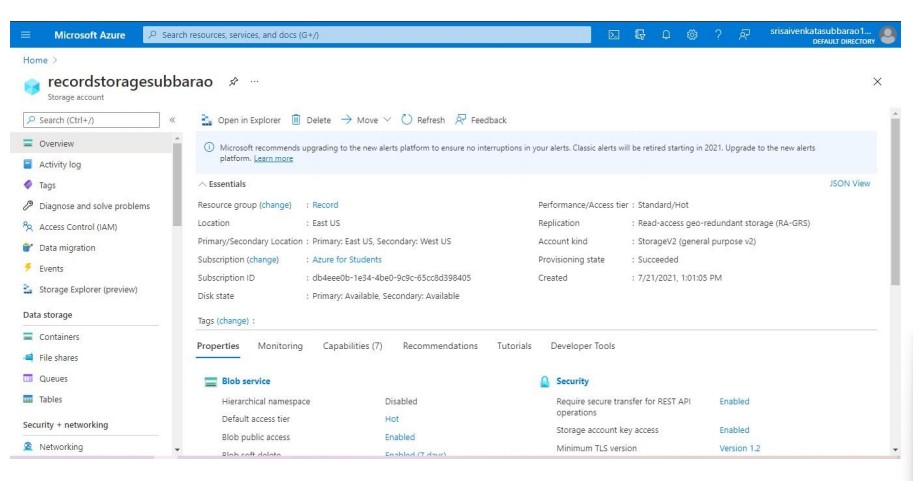 Microsoft Azure
Search resources, services, and docs (G+/)
srisaivenkatasubbarao1...
DEFAULT DIRECTORY
Home >
recordstoragesubbarao
Storage account
Search (Ctrl+/)
Overview
Activity log
Tags
Diagnose and solve problems
Access Control (IAM)
Data migration
Events
Storage Explorer (preview)
Data storage
Containers
File shares
Queues
Tables
Security + networking
Networking
Open in Explorer Delete Move Refresh Feedback
Microsoft recommends upgrading to the new alerts platform to ensure no interruptions in your alerts. Classic alerts will be retired starting in 2021. Upgrade to the new alerts
platform. Learn more
Essentials
JSON View
Resource group (change) : Record
Location : East US
Primary/Secondary Location : Primary: East US, Secondary: West US
Subscription (change) : Azure for Students
Subscription ID : db4eee0b-1e34-4be0-9c9c-65cc8d398405
Disk state : Primary: Available, Secondary: Available
Performance/Access tier : Standard/Hot
Replication : Read-access geo-redundant storage (RA-GRS)
Account kind : StorageV2 (general purpose v2)
Provisioning state : Succeeded
Created : 7/21/2021, 1:01:05 PM
Tags (change) :
Properties Monitoring Capabilities (7) Recommendations Tutorials Developer Tools
Blob service
Hierarchical namespace Disabled
Default access tier Hot
Blob public access Enabled
Blob soft delete Enabled (7 days)
Security
Require secure transfer for REST API Enabled
operations
Storage account key access Enabled
Minimum TLS version Version 1.2